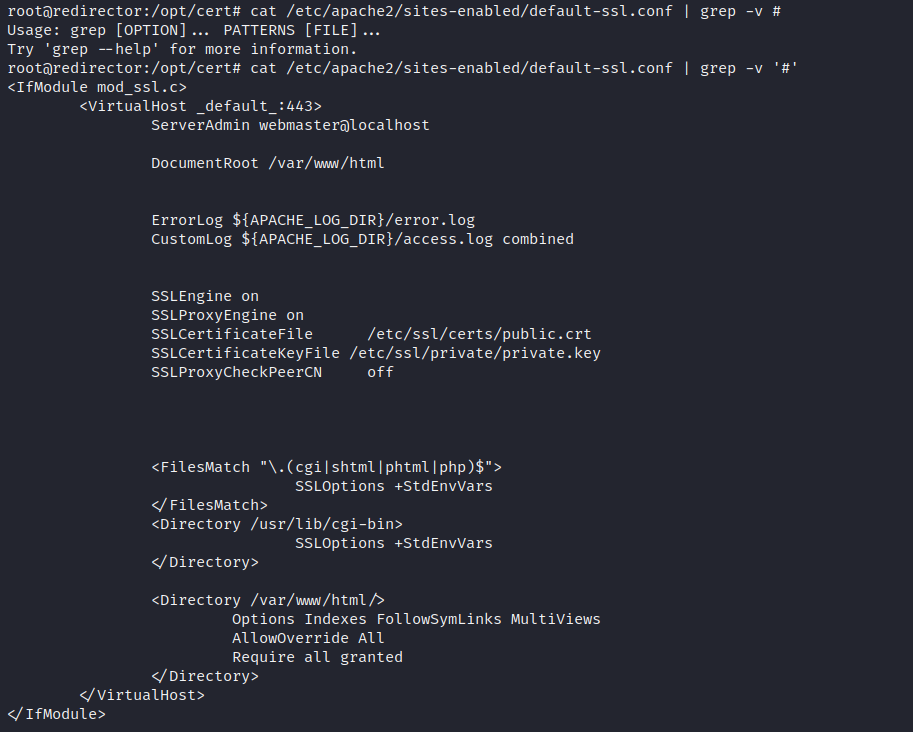 root@redirector:/opt/cert# cat /etc/apache2/sites-enabled/default-ssl.conf | grep -v #
Usage: grep [OPTION]... PATTERNS [FILE]...
Try 'grep --help' for more information.
root@redirector:/opt/cert# cat /etc/apache2/sites-enabled/default-ssl.conf | grep -v '#'
<IfModule mod_ssl.c>
        <VirtualHost _default_:443>
                ServerAdmin webmaster@localhost
                DocumentRoot /var/www/html
                ErrorLog ${APACHE_LOG_DIR}/error.log
                CustomLog ${APACHE_LOG_DIR}/access.log combined
                SSLEngine on
                SSLProxyEngine on
                SSLCertificateFile      /etc/ssl/certs/public.crt
                SSLCertificateKeyFile /etc/ssl/private/private.key
                SSLProxyCheckPeerCN     off
                <FilesMatch "\.(cgi|shtml|phtml|php)$">
                                SSLOptions +StdEnvVars
                </FilesMatch>
                <Directory /usr/lib/cgi-bin>
                                SSLOptions +StdEnvVars
                </Directory>
                <Directory /var/www/html/>
                         Options Indexes FollowSymLinks MultiViews
                         AllowOverride All
                         Require all granted
                </Directory>
        </VirtualHost>
</IfModule>